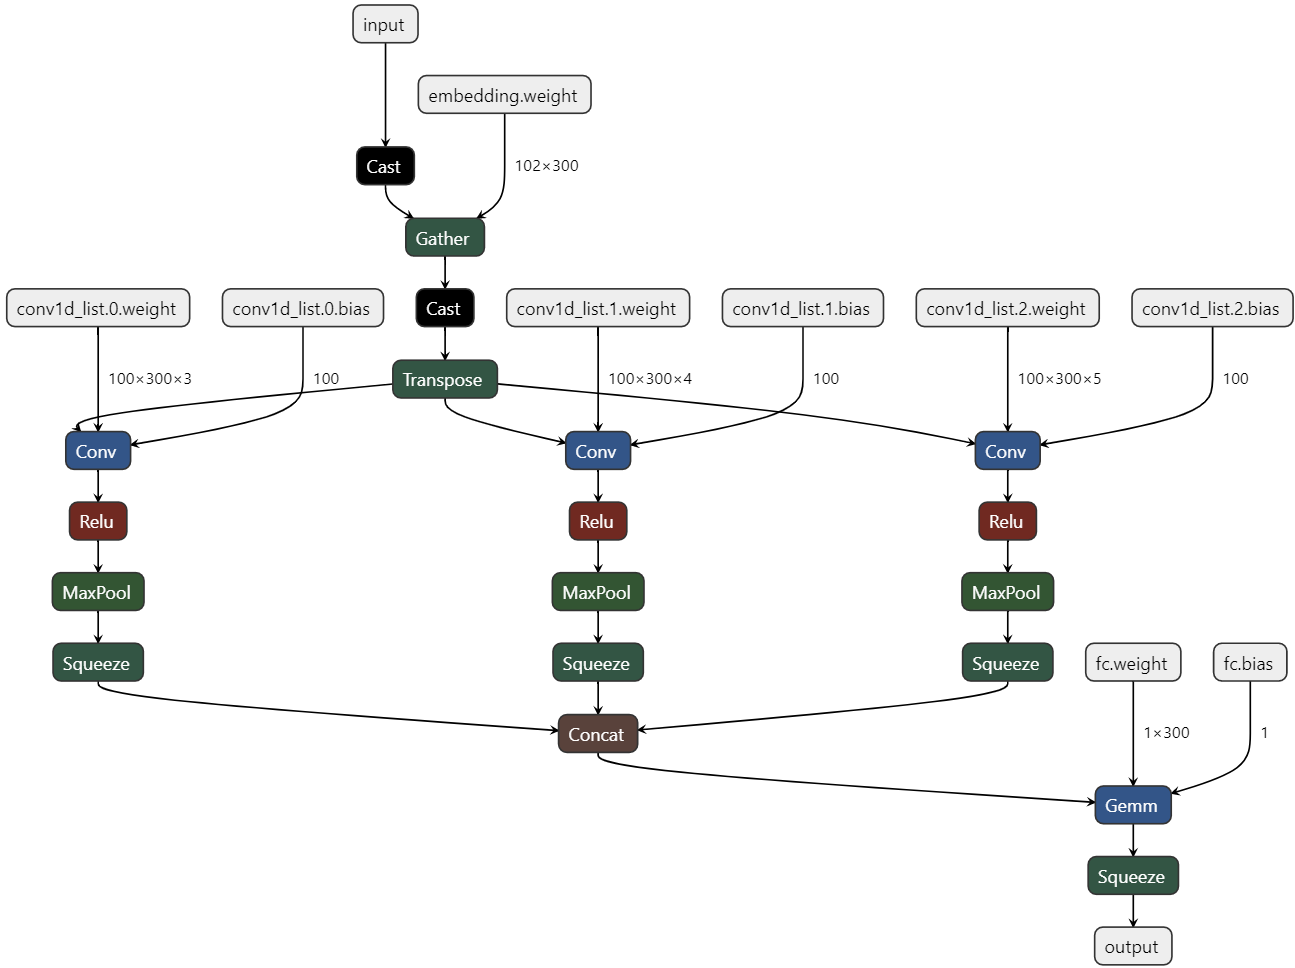 input
embedding.weight
Cast
102×300
Gather
conv1d_list.0.weight
conv1d_list.0.bias
Cast
conv1d_list.1.weight
conv1d_list.1.bias
conv1d_list.2.weight
conv1d_list.2.bias
100×300×3
100
Transpose
100×300×4
100
100×300×5
100
Conv
Conv
Conv
Relu
Relu
Relu
MaxPool
MaxPool
MaxPool
Squeeze
Squeeze
Squeeze
fc.weight
fc.bias
Concat
1×300
1
Gemm
Squeeze
output